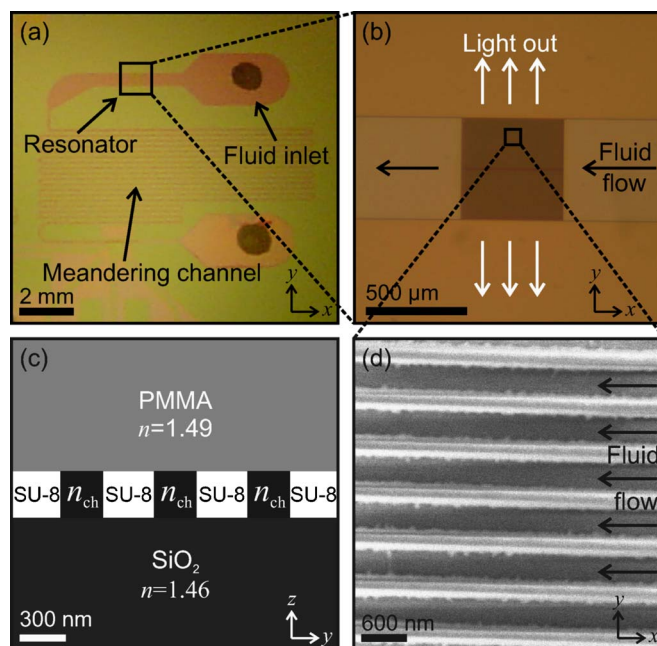 (a)
Resonator
Fluid inlet
Meandering channel
2 mm
y
x
(b)
Light out
Fluid
flow
500 µm
y
x
(c)
PMMA
n=1.49
SU-8 nch SU-8 nch SU-8 nch SU-8
SiO2
n=1.46
300 nm
z
y
(d)
Fluid
flow
600 nm
y
x